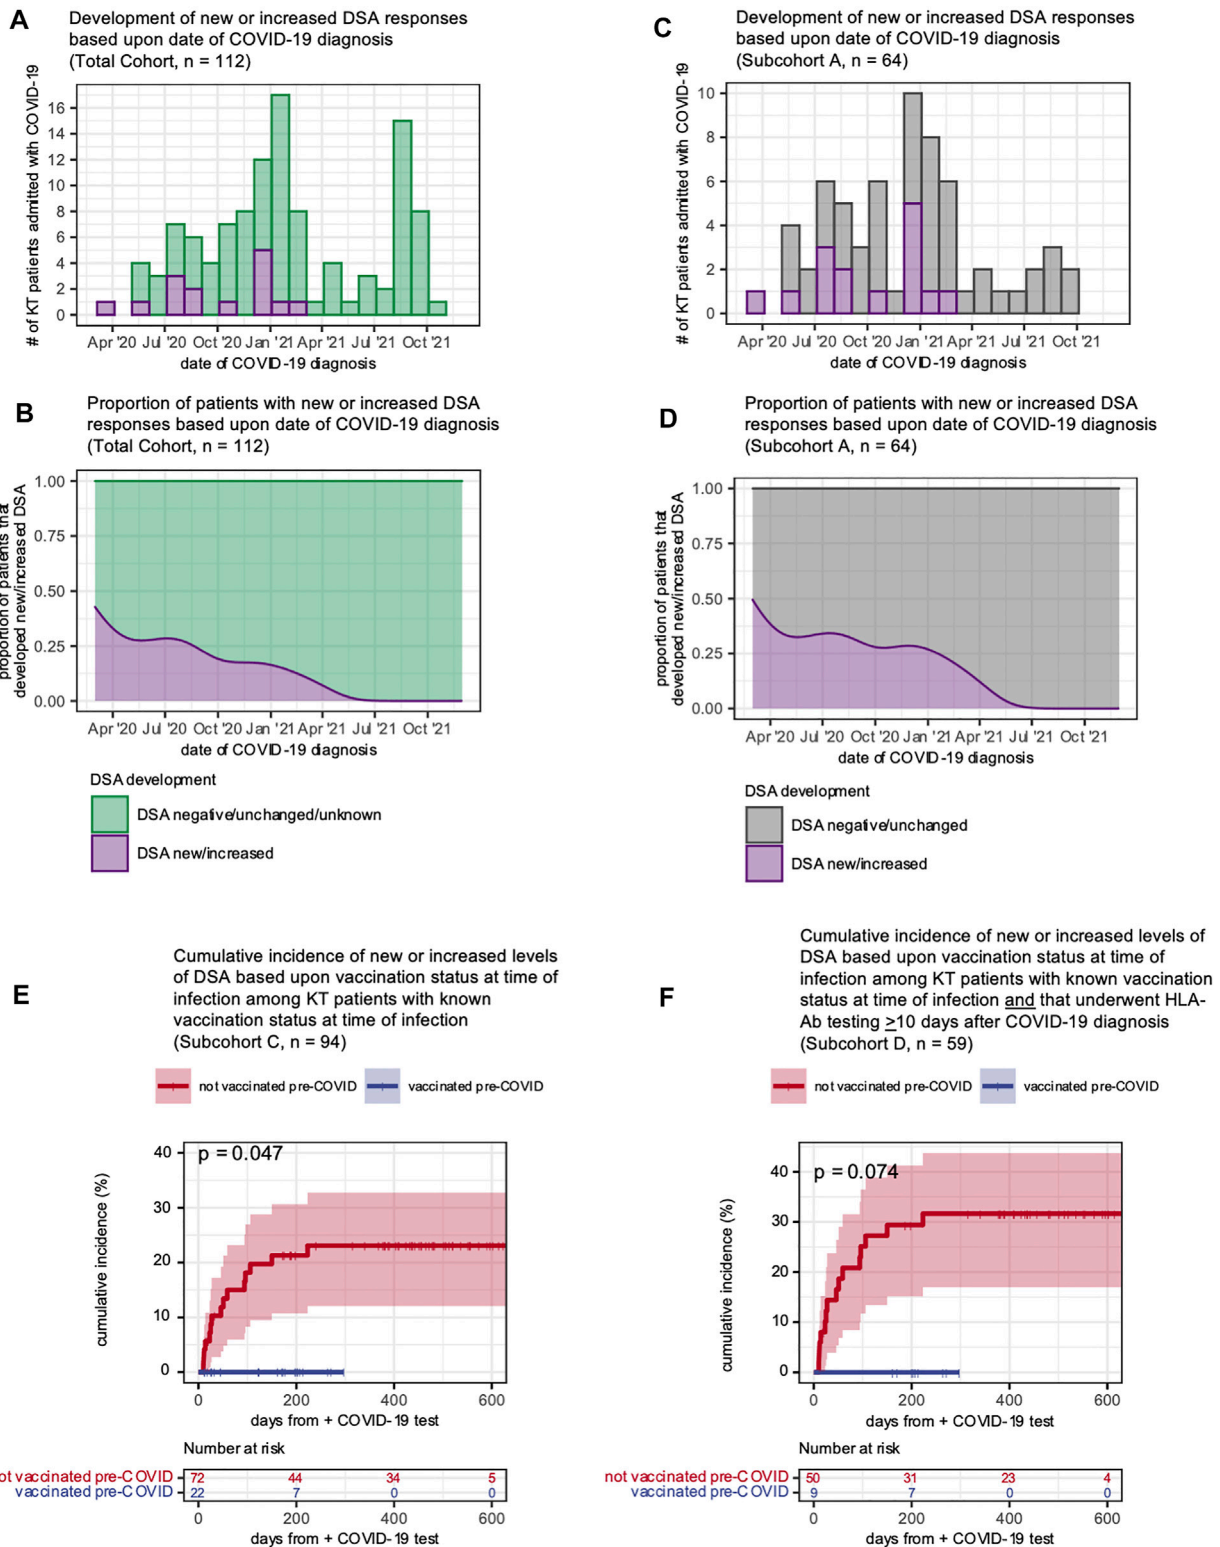 A
Development of new or increased DSA responses
based upon date of COVID-19 diagnosis
(Total Cohort, n = 112)
# of KT patients admitted with COVID-19
16
14
12
10
8
6
4
2
0
Apr '20 Jul '20 Oct '20 Jan '21 Apr '21 Jul '21 Oct '21
date of COVID-19 diagnosis
B
Proportion of patients with new or increased DSA
responses based upon date of COVID-19 diagnosis
(Total Cohort, n = 112)
proportion of patients that
developed new/increased DSA
1.00
0.75
0.50
0.25
0.00
Apr '20 Jul '20 Oct '20 Jan '21 Apr '21 Jul '21 Oct '21
date of COVID-19 diagnosis
DSA development
DSA negative/unchanged/unknown
DSA new/increased
C
Development of new or increased DSA responses
based upon date of COVID-19 diagnosis
(Subcohort A, n = 64)
# of KT patients admitted with COVID-19
10
8
6
4
2
0
Apr '20 Jul '20 Oct '20 Jan '21 Apr '21 Jul '21 Oct '21
date of COVID-19 diagnosis
D
Proportion of patients with new or increased DSA
responses based upon date of COVID-19 diagnosis
(Subcohort A, n = 64)
proportion of patients that
developed new/increased DSA
1.00
0.75
0.50
0.25
0.00
Apr '20 Jul '20 Oct '20 Jan '21 Apr '21 Jul '21 Oct '21
date of COVID-19 diagnosis
DSA development
DSA negative/unchanged
DSA new/increased
E
Cumulative incidence of new or increased levels
of DSA based upon vaccination status at time of
infection among KT patients with known
vaccination status at time of infection
(Subcohort C, n = 94)
not vaccinated pre-COVID vaccinated pre-COVID
cumulative incidence (%)
p = 0.047
40
30
20
10
0
0 200 400 600
days from + COVID-19 test
Number at risk
ot vaccinated pre-COVID 72 44 34 5
vaccinated pre-COVID 22 7 0 0
0 200 400 600
days from + COVID-19 test
F
Cumulative incidence of new or increased levels of
DSA based upon vaccination status at time of
infection among KT patients with known vaccination
status at time of infection and that underwent HLA-
Ab testing ≥10 days after COVID-19 diagnosis
(Subcohort D, n = 59)
not vaccinated pre-COVID vaccinated pre-COVID
cumulative incidence (%)
p = 0.074
40
30
20
10
0
0 200 400 600
days from + COVID-19 test
Number at risk
not vaccinated pre-COVID 50 31 23 4
vaccinated pre-COVID 9 7 0 0
0 200 400 600
days from + COVID-19 test